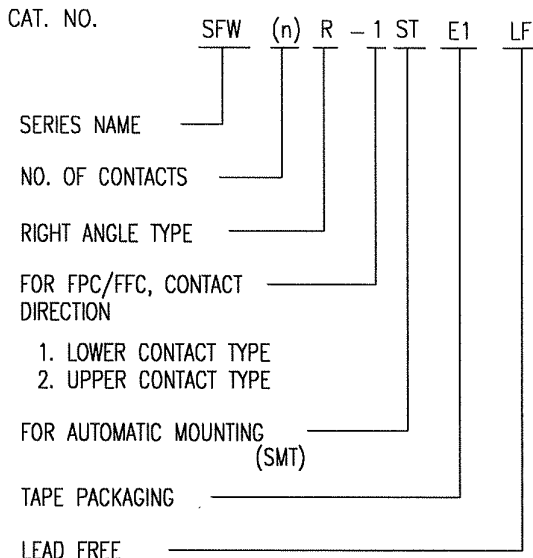 CAT. NO.
SFW (n) R - 1 ST E1 LF
SERIES NAME
NO. OF CONTACTS
RIGHT ANGLE TYPE
FOR FPC/FFC, CONTACT
DIRECTION
1. LOWER CONTACT TYPE
2. UPPER CONTACT TYPE
FOR AUTOMATIC MOUNTING
(SMT)
TAPE PACKAGING
LEAD FREE